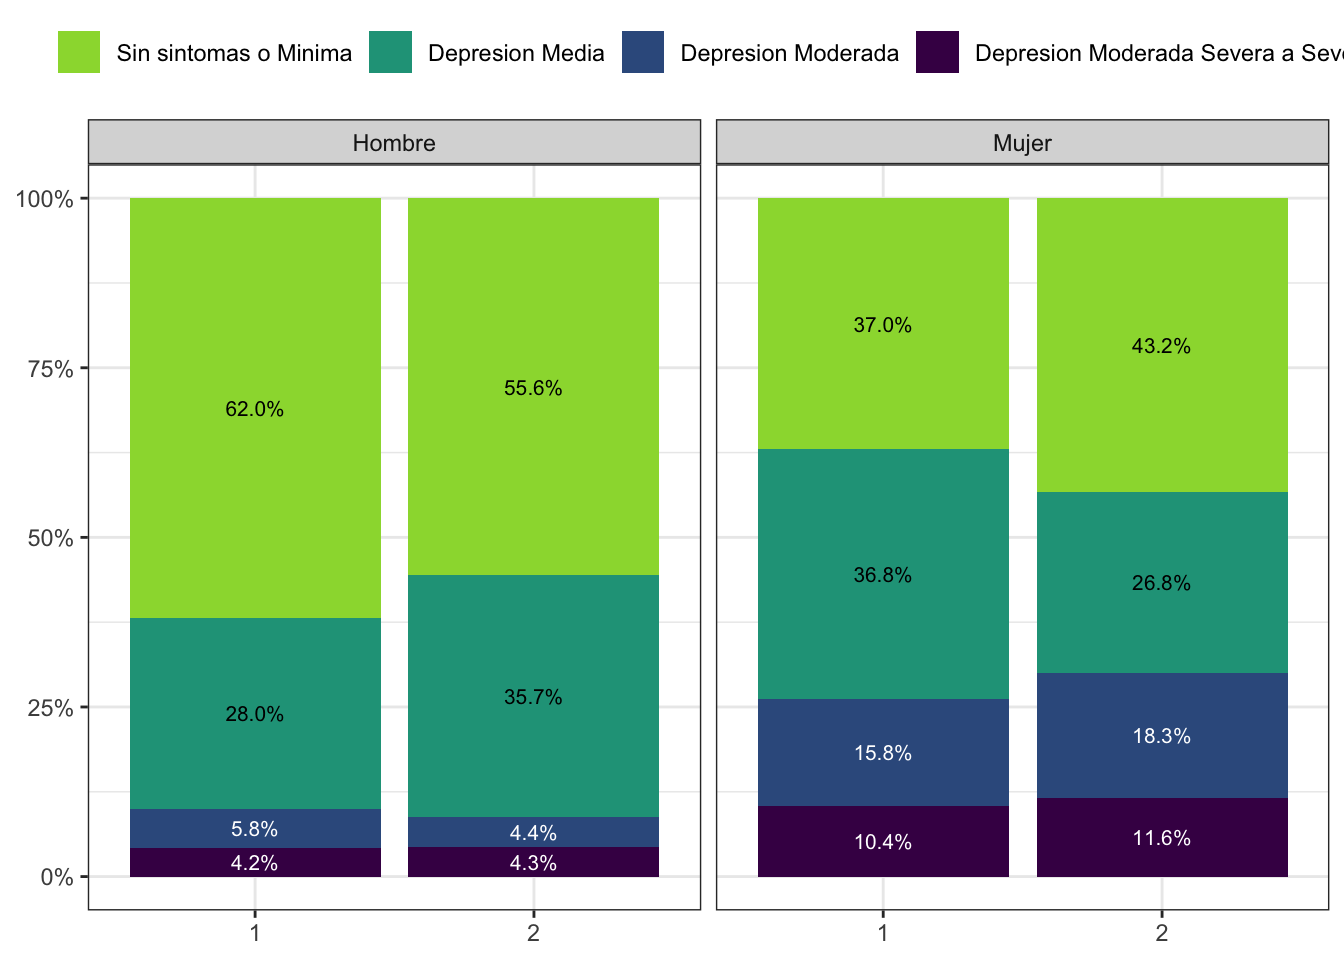 Sin sintomas o Minima Depresion Media Depresion Moderada Depresion Moderada Severa a
Hombre Mujer
100%
75%
50%
25%
0%
62.0% 55.6% 37.0% 43.2%
28.0% 35.7% 36.8% 26.8%
5.8% 4.4% 15.8% 18.3%
4.2% 4.3% 10.4% 11.6%
1 2 1 2